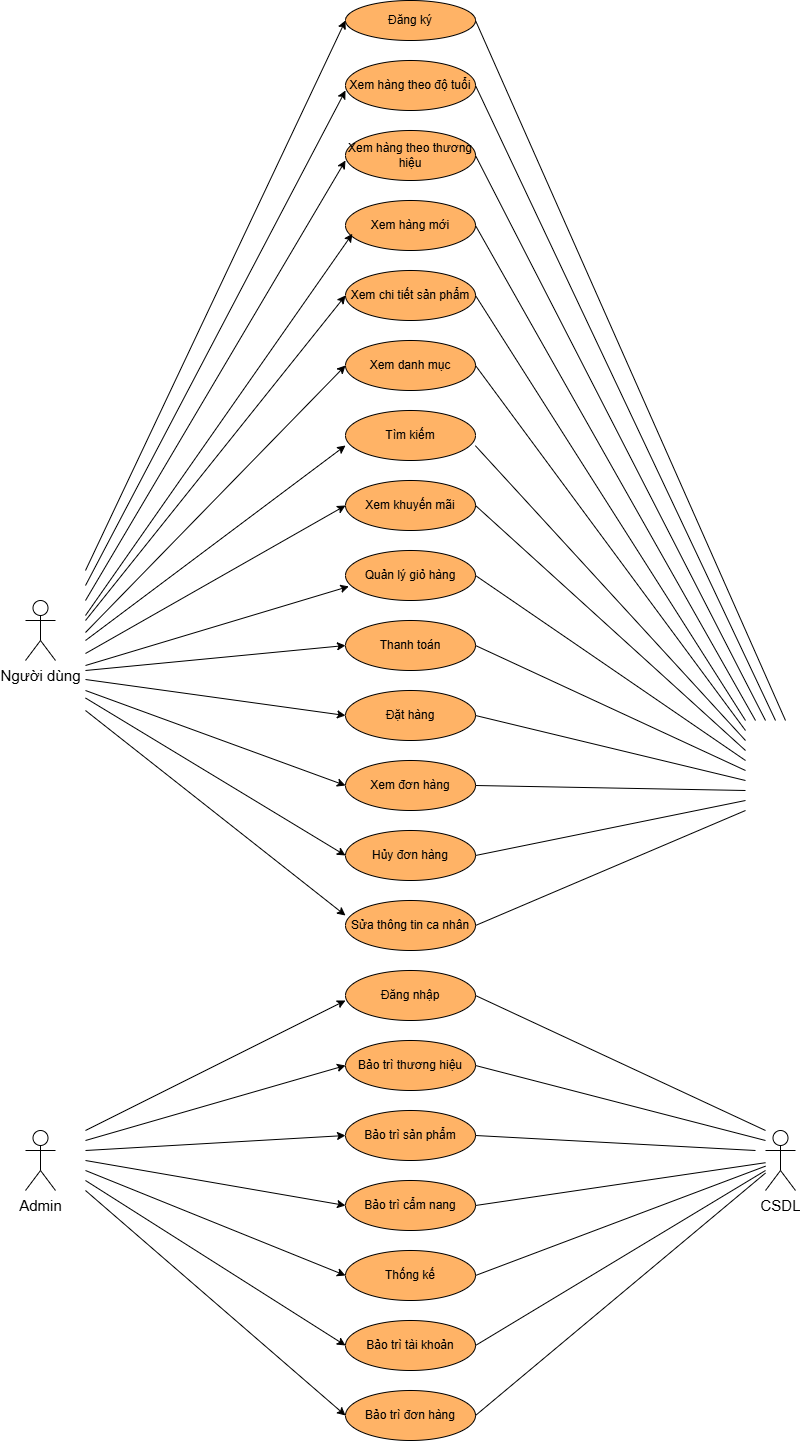 Đăng ký
Xem hàng theo độ tuổi
Xem hàng theo thương
hiệu
Xem hàng mới
Xem chi tiết sản phẩm
Xem danh mục
Tìm kiếm
Xem khuyến mãi
Quản lý giỏ hàng
Thanh toán
Người dùng
Đặt hàng
Xem đơn hàng
Hủy đơn hàng
Sửa thông tin ca nhân
Đăng nhập
Bảo trì thương hiệu
Bảo trì sản phẩm
Bảo trì cẩm nang
Admin
CSDL
Thống kế
Bảo trì tài khoản
Bảo trì đơn hàng